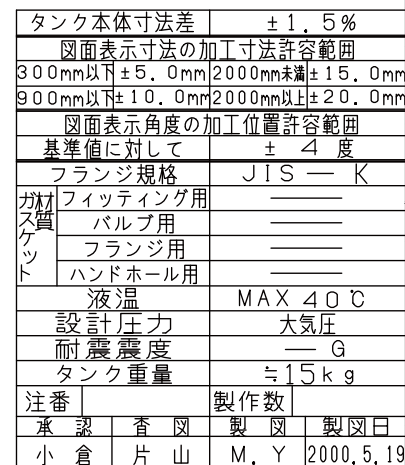 タンク本体寸法差 ±1.5%
図面表示寸法の加工寸法許容範囲
300mm以下 ±5.0mm 2000mm未満 ±15.0mm
900mm以下 ±10.0mm 2000mm以上 ±20.0mm
図面表示角度の加工位置許容範囲
基準値に対して ± 4 度
フランジ規格 JIS — K
ガスケット材質 フィッティング用 ——
バルブ用 ——
フランジ用 ——
ハンドホール用 ——
液温 MAX 40℃
設計圧力 大気圧
耐震震度 — G
タンク重量 ≒15kg
注番 製作数
承認 査図 製図 製図日
小倉 片山 M.Y 2000.5.19